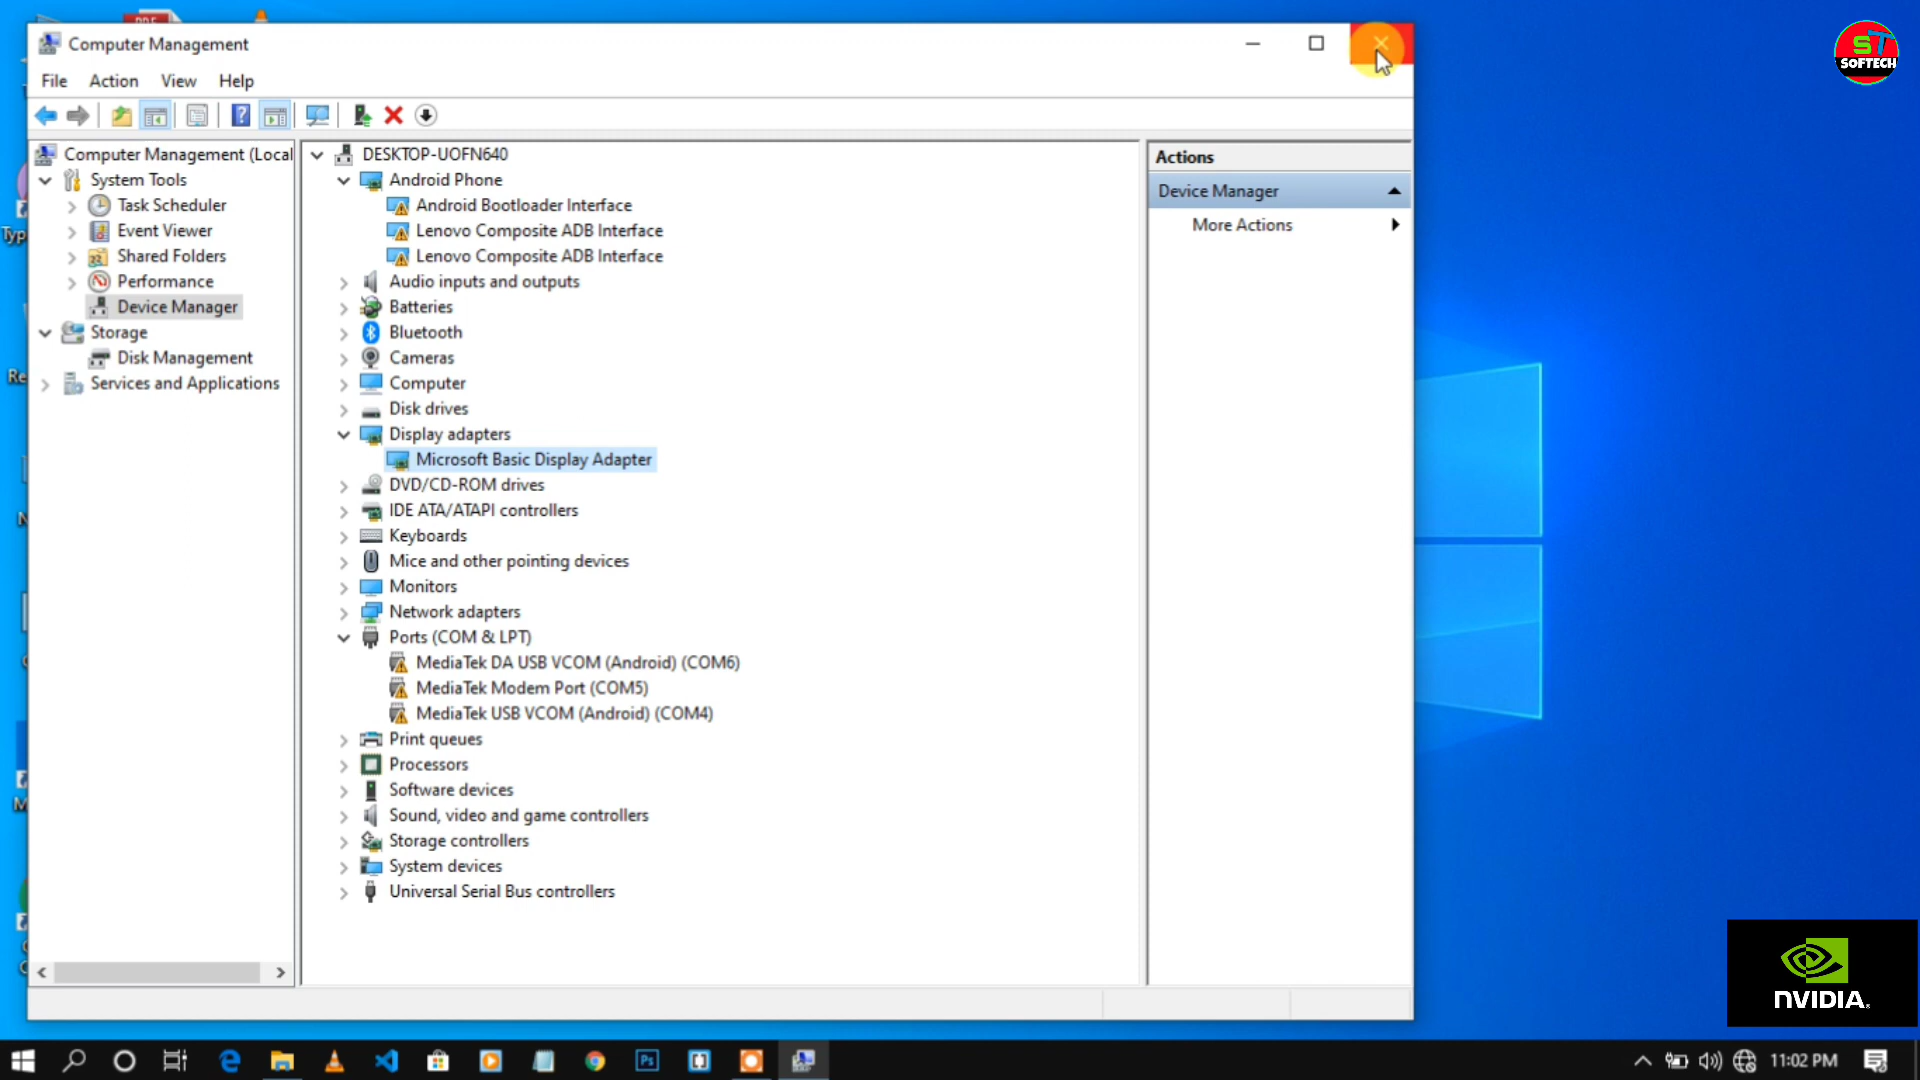 PDF
Computer Management
File Action View Help
Computer Management (Local
System Tools
Task Scheduler
Event Viewer
Shared Folders
Performance
Device Manager
Storage
Disk Management
Services and Applications
DESKTOP-UOFN640
Android Phone
Android Bootloader Interface
Lenovo Composite ADB Interface
Lenovo Composite ADB Interface
Audio inputs and outputs
Batteries
Bluetooth
Cameras
Computer
Disk drives
Display adapters
Microsoft Basic Display Adapter
DVD/CD-ROM drives
IDE ATA/ATAPI controllers
Keyboards
Mice and other pointing devices
Monitors
Network adapters
Ports (COM & LPT)
MediaTek DA USB VCOM (Android) (COM6)
MediaTek Modem Port (COM5)
MediaTek USB VCOM (Android) (COM4)
Print queues
Processors
Software devices
Sound, video and game controllers
Storage controllers
System devices
Universal Serial Bus controllers
Actions
Device Manager
More Actions
ST
SOFTECH
Typ
Re
NVIDIA.
Ps
11:02 PM